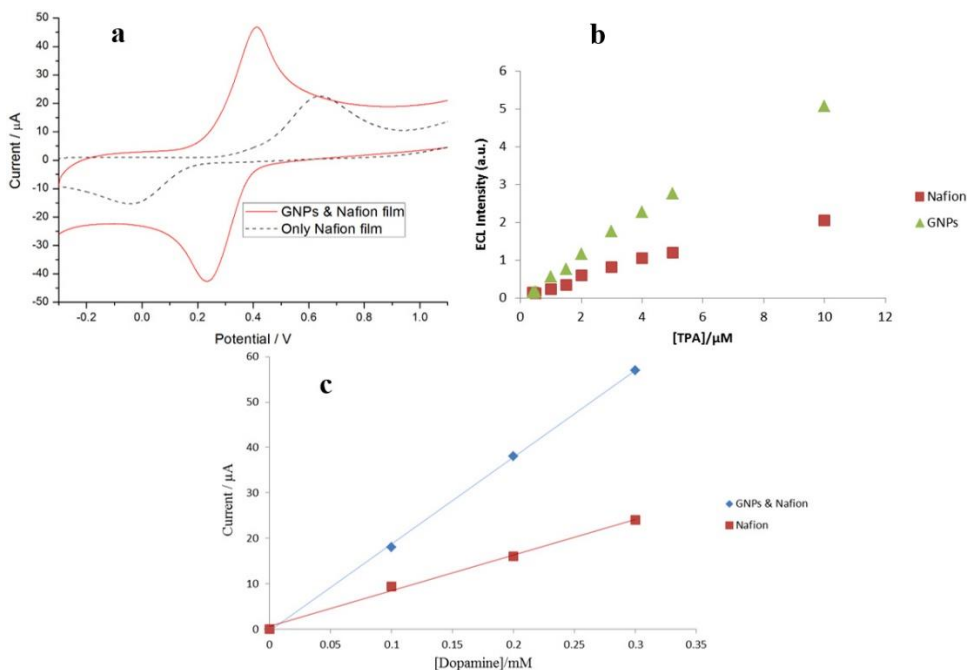 a
50
40
30
20
10
0
-10
-20
-30
-40
-50
Current / µA
GNPs & Nafion film
Only Nafion film
-0.2 0.0 0.2 0.4 0.6 0.8 1.0
Potential / V
b
6
5
4
3
2
1
0
ECL Intensity (a.u.)
0 2 4 6 8 10 12
[TPA]/µM
Nafion
GNPs
c
60
50
40
30
20
10
0
Current / µA
0 0.05 0.1 0.15 0.2 0.25 0.3 0.35
[Dopamine]/mM
GNPs & Nafion
Nafion